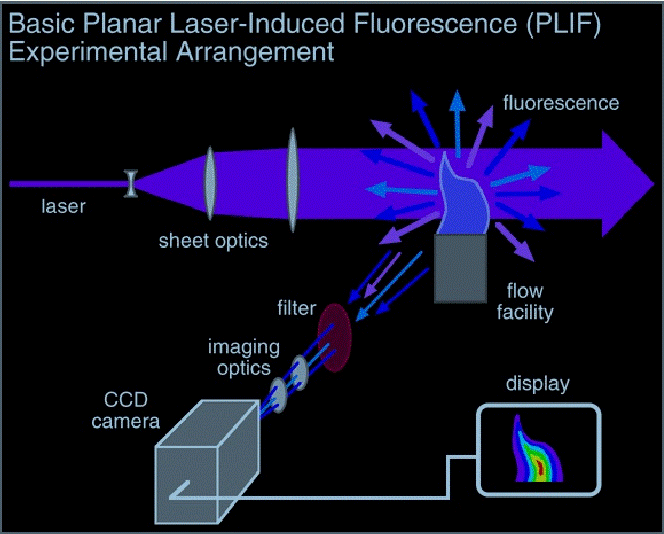 Basic Planar Laser-Induced Fluorescence (PLIF)
Experimental Arrangement
fluorescence
laser
sheet optics
flow
facility
filter
imaging
optics
display
CCD
camera